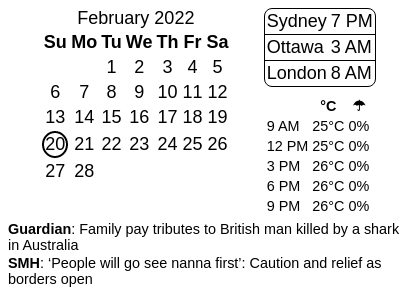 February 2022
Su Mo Tu We Th Fr Sa
1 2 3 4 5
6 7 8 9 10 11 12
13 14 15 16 17 18 19
20 21 22 23 24 25 26
27 28
Sydney 7 PM
Ottawa 3 AM
London 8 AM
°C ☂
9 AM 25°C 0%
12 PM 25°C 0%
3 PM 26°C 0%
6 PM 26°C 0%
9 PM 26°C 0%
Guardian: Family pay tributes to British man killed by a shark
in Australia
SMH: ‘People will go see nanna first’: Caution and relief as
borders open